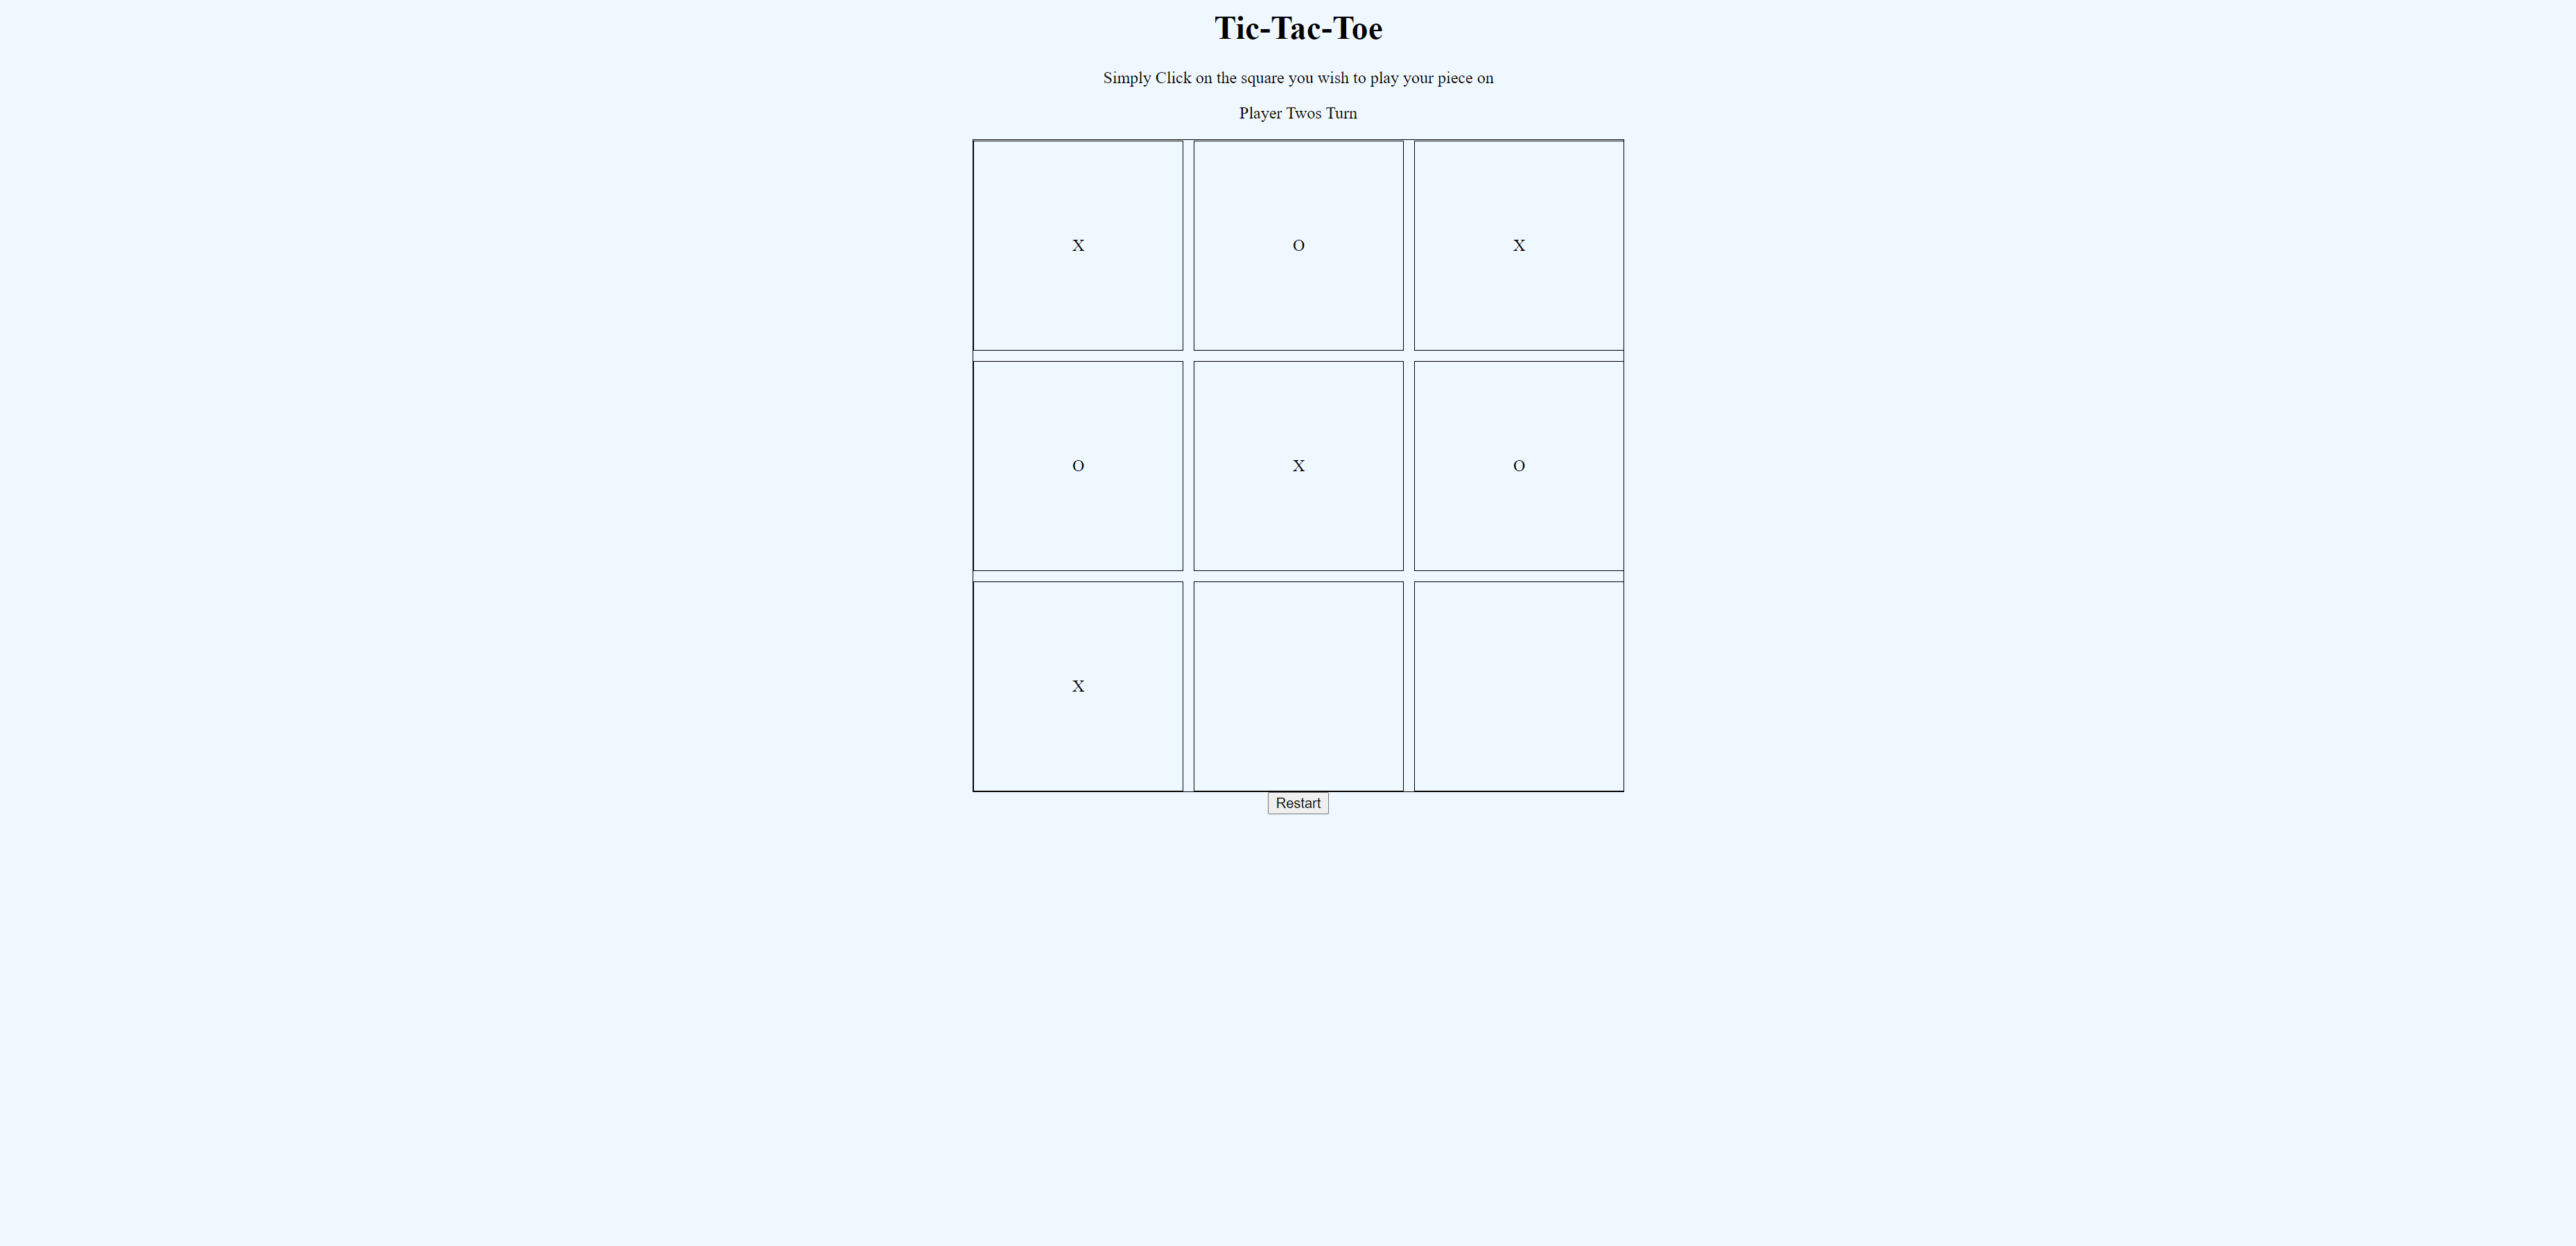 Tic-Tac-Toe
Simply Click on the square you wish to play your piece on
Player Twos Turn
X O X
O X O
X
Restart